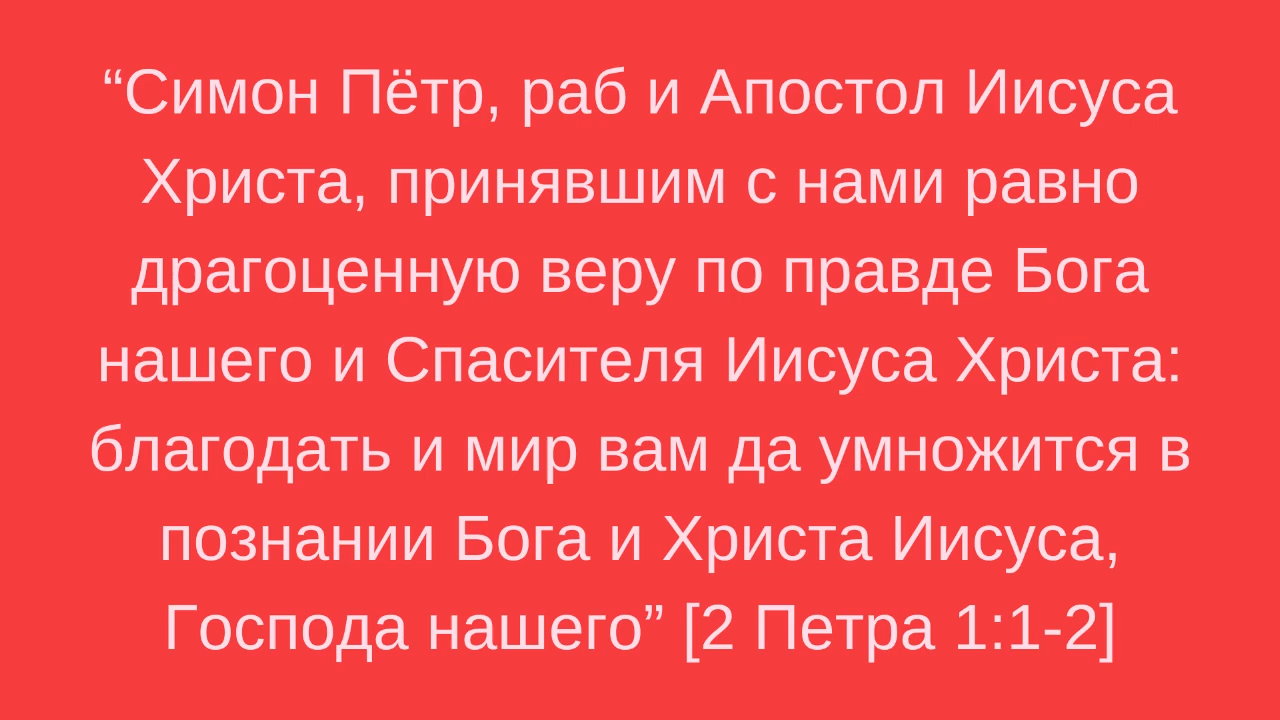 “Симон Пётр, раб и Апостол Иисуса
Христа, принявшим с нами равно
драгоценную веру по правде Бога
нашего и Спасителя Иисуса Христа:
благодать и мир вам да умножится в
познании Бога и Христа Иисуса,
Господа нашего” [2 Петра 1:1-2]